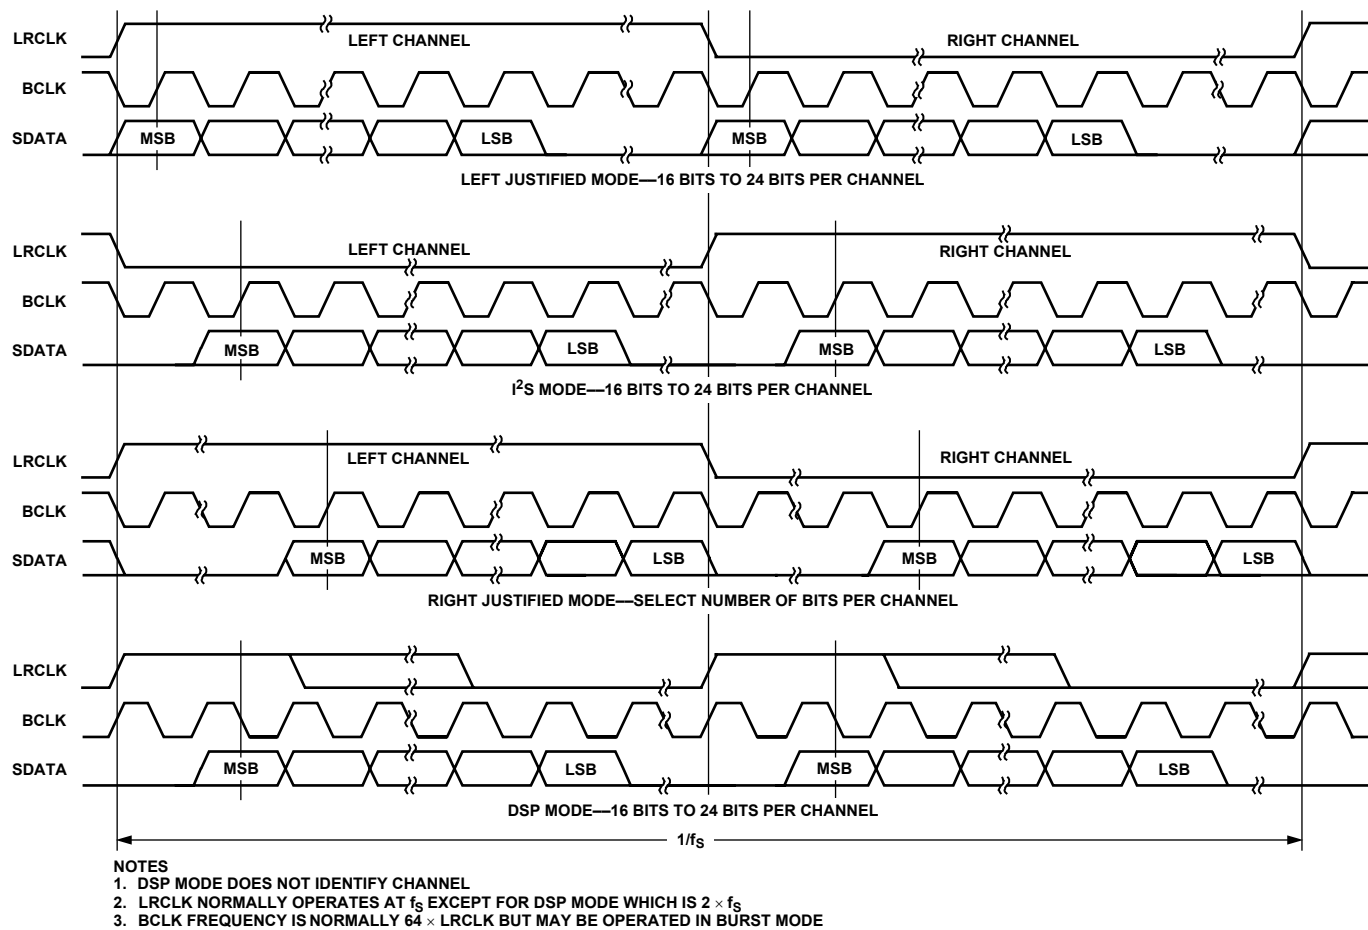 LRCLK
LEFT CHANNEL
RIGHT CHANNEL
BCLK
SDATA
MSB
LSB
MSB
LSB
LEFT JUSTIFIED MODE—16 BITS TO 24 BITS PER CHANNEL
LRCLK
LEFT CHANNEL
RIGHT CHANNEL
BCLK
SDATA
MSB
LSB
MSB
LSB
I²S MODE—16 BITS TO 24 BITS PER CHANNEL
LRCLK
LEFT CHANNEL
RIGHT CHANNEL
BCLK
SDATA
MSB
LSB
MSB
LSB
RIGHT JUSTIFIED MODE—SELECT NUMBER OF BITS PER CHANNEL
LRCLK
BCLK
SDATA
MSB
LSB
MSB
LSB
DSP MODE—16 BITS TO 24 BITS PER CHANNEL
1/fS
NOTES
1. DSP MODE DOES NOT IDENTIFY CHANNEL
2. LRCLK NORMALLY OPERATES AT fS EXCEPT FOR DSP MODE WHICH IS 2 × fS
3. BCLK FREQUENCY IS NORMALLY 64 × LRCLK BUT MAY BE OPERATED IN BURST MODE